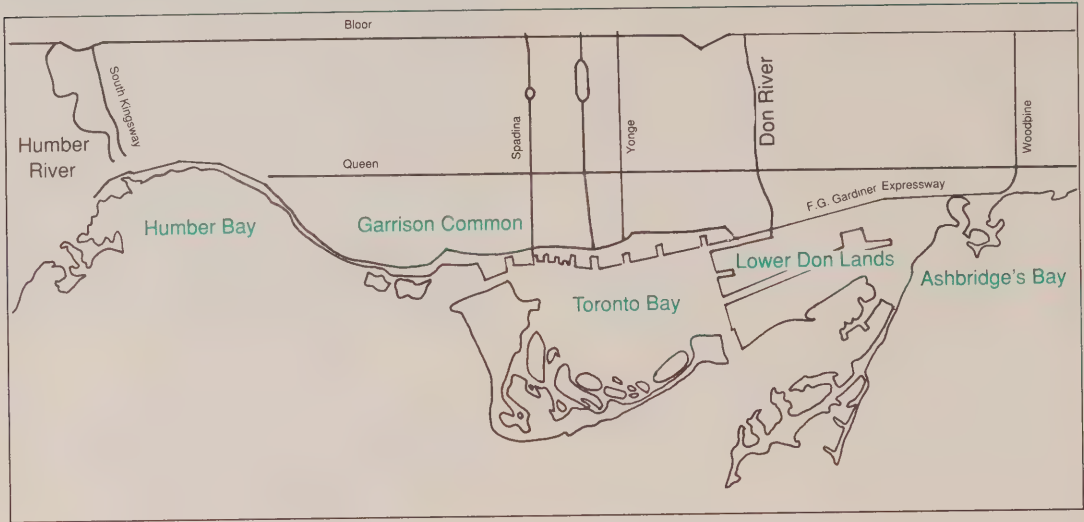 Bloor
South Kingsway
Humber
River
Spadina
Yonge
Don River
Woodbine
Queen
F.G. Gardiner Expressway
Humber Bay
Garrison Common
Lower Don Lands
Ashbridge's Bay
Toronto Bay